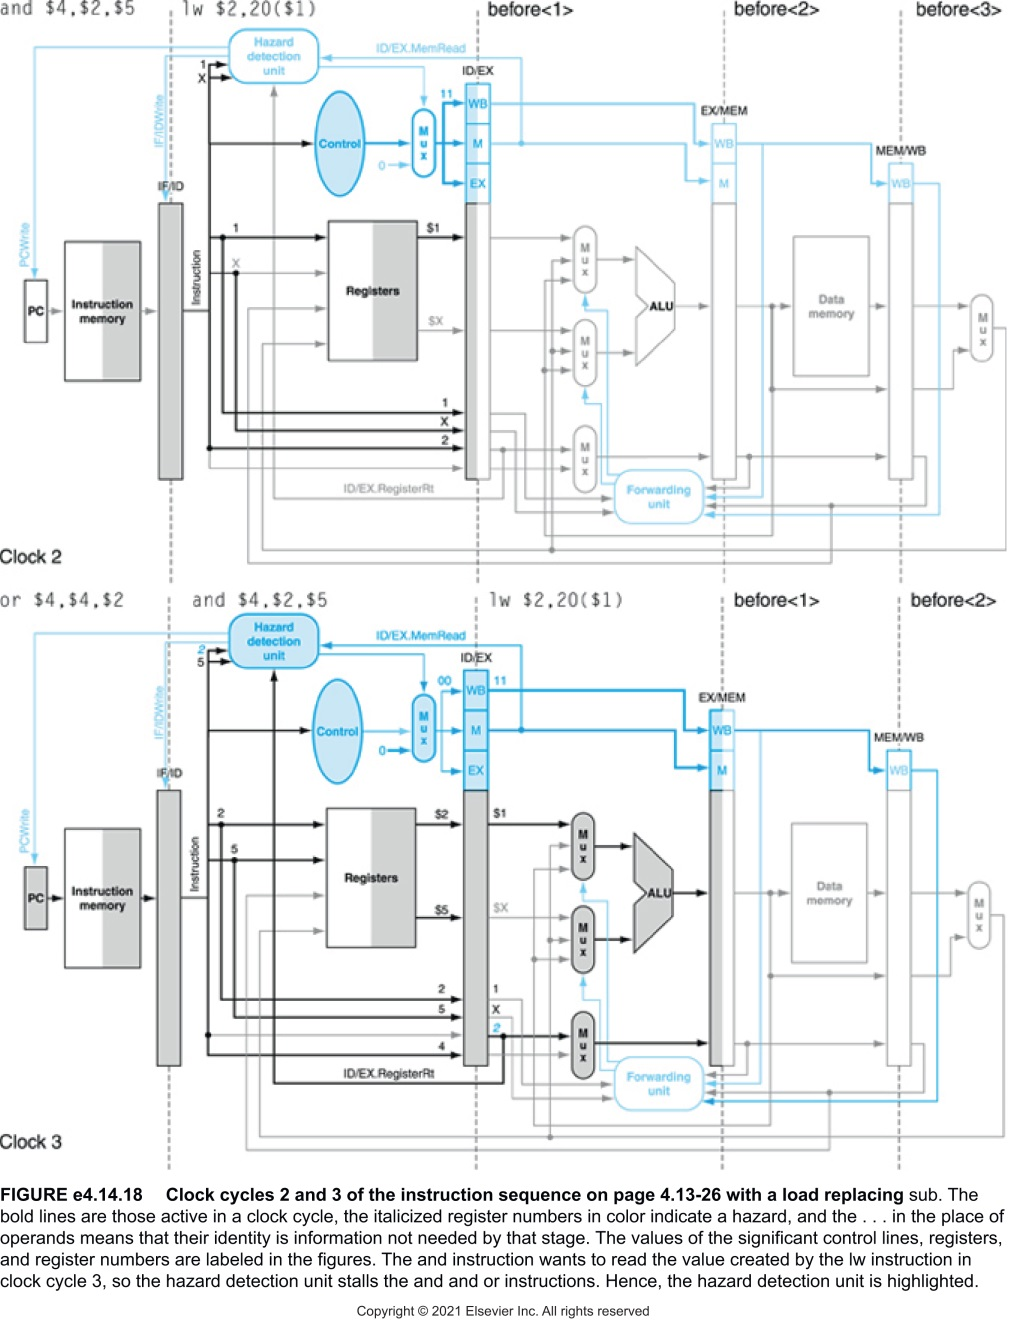 and $4,$2,$5 lw $2,20($1) before<1> before<2> before<3>
Hazard
detection
unit
ID/EX.MemRead
1
X
ID/EX
IF/IDWrite
11
WB
EX/MEM
Control
M
u
x
M
WB
MEM/WB
0
EX
M
WB
IF/ID
PCWrite
1
$1
X
M
u
x
Instruction
PC
Instruction
memory
Registers
ALU
Data
memory
M
u
x
$X
M
u
x
1
X
2
M
u
x
ID/EX.RegisterRt
Forwarding
unit
Clock 2
or $4,$4,$2 and $4,$2,$5 lw $2,20($1) before<1> before<2>
Hazard
detection
unit
ID/EX.MemRead
2
5
ID/EX
IF/IDWrite
00
WB
11
EX/MEM
Control
M
u
x
M
WB
MEM/WB
0
EX
M
WB
IF/ID
PCWrite
2
$2
$1
5
M
u
x
Instruction
PC
Instruction
memory
Registers
ALU
Data
memory
M
u
x
$5
$X
M
u
x
2
1
5
X
2
4
M
u
x
ID/EX.RegisterRt
Forwarding
unit
Clock 3
FIGURE e4.14.18 Clock cycles 2 and 3 of the instruction sequence on page 4.13-26 with a load replacing sub. The
bold lines are those active in a clock cycle, the italicized register numbers in color indicate a hazard, and the . . . in the place of
operands means that their identity is information not needed by that stage. The values of the significant control lines, registers,
and register numbers are labeled in the figures. The and instruction wants to read the value created by the lw instruction in
clock cycle 3, so the hazard detection unit stalls the and and or instructions. Hence, the hazard detection unit is highlighted.
Copyright © 2021 Elsevier Inc. All rights reserved